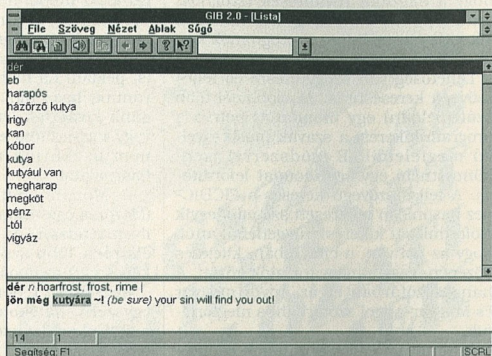 GIB 2.0 - [Lista]
File Szöveg Nézet Ablak Súgó
dér
eb
harapós
házőrző kutya
irigy
kan
kóbor
kutya
kutyául van
megharap
megköt
pénz
-tól
vigyáz
dér n hoarfrost, frost, rime |
jön még kutyára ~! (be sure) your sin will find you out!
14 1
Segítség: F1 SCRL